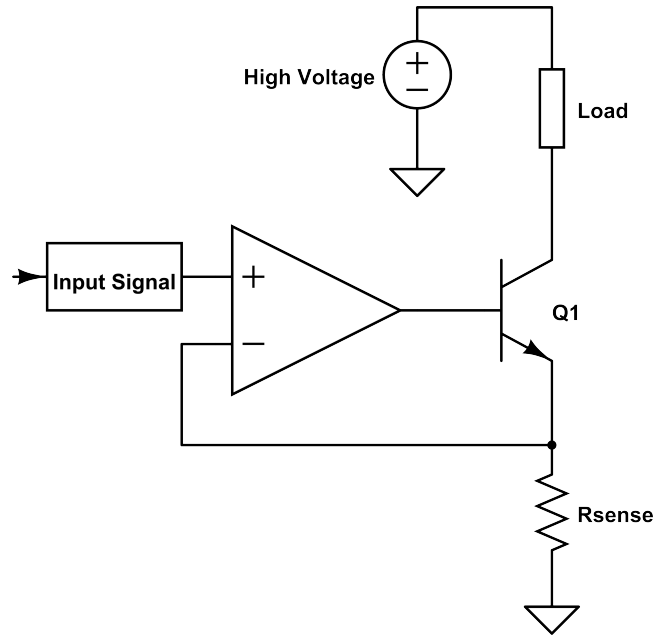 High Voltage
+
−
Load
Input Signal
+
−
Q1
Rsense